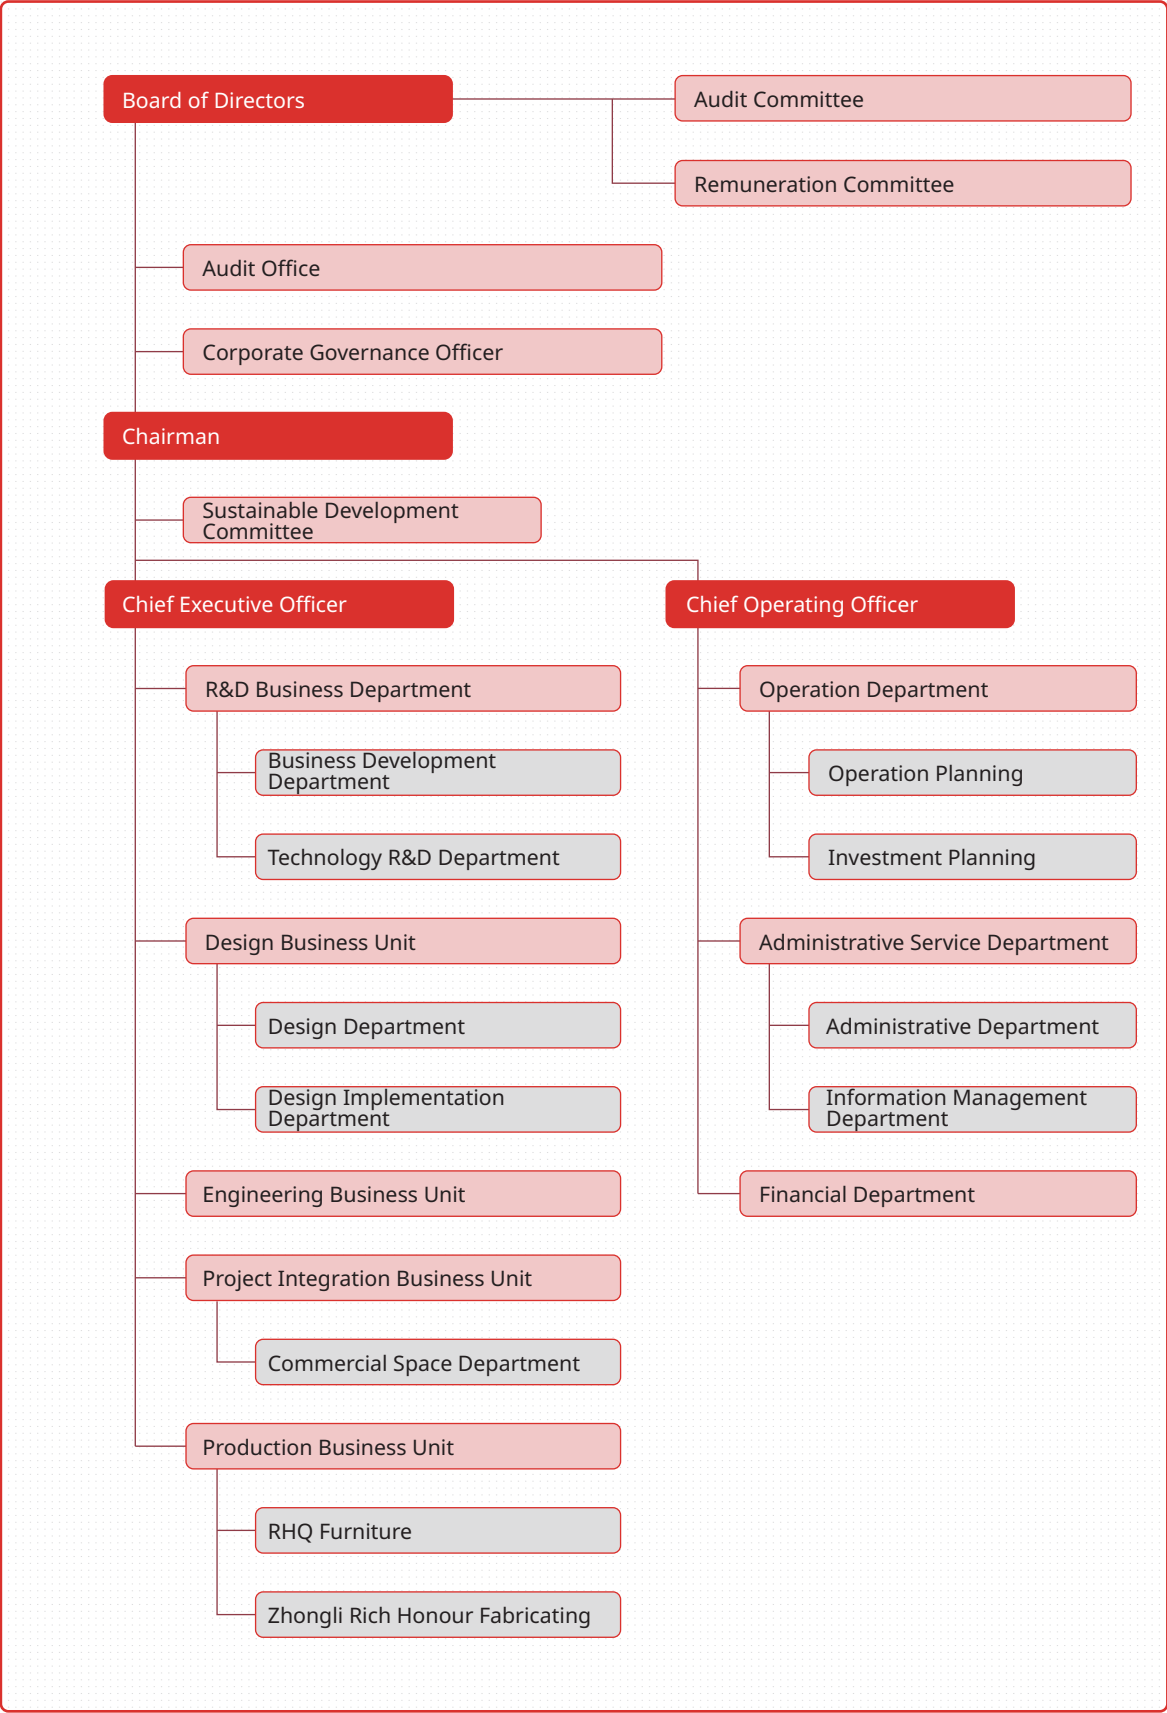 Board of Directors
Audit Committee
Remuneration Committee
Audit Office
Corporate Governance Officer
Chairman
Sustainable Development
Committee
Chief Executive Officer
Chief Operating Officer
R&D Business Department
Business Development
Department
Technology R&D Department
Design Business Unit
Design Department
Design Implementation
Department
Engineering Business Unit
Project Integration Business Unit
Commercial Space Department
Production Business Unit
RHQ Furniture
Zhongli Rich Honour Fabricating
Operation Department
Operation Planning
Investment Planning
Administrative Service Department
Administrative Department
Information Management
Department
Financial Department